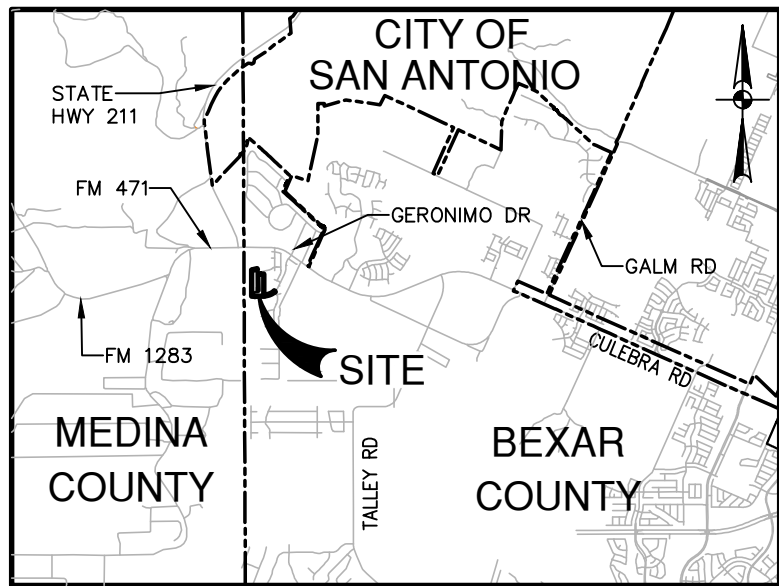 CITY OF
SAN ANTONIO
STATE
HWY 211
FM 471
GERONIMO DR
GALM RD
FM 1283
SITE
CULEBRA RD
MEDINA
COUNTY
TALLEY RD
BEXAR
COUNTY